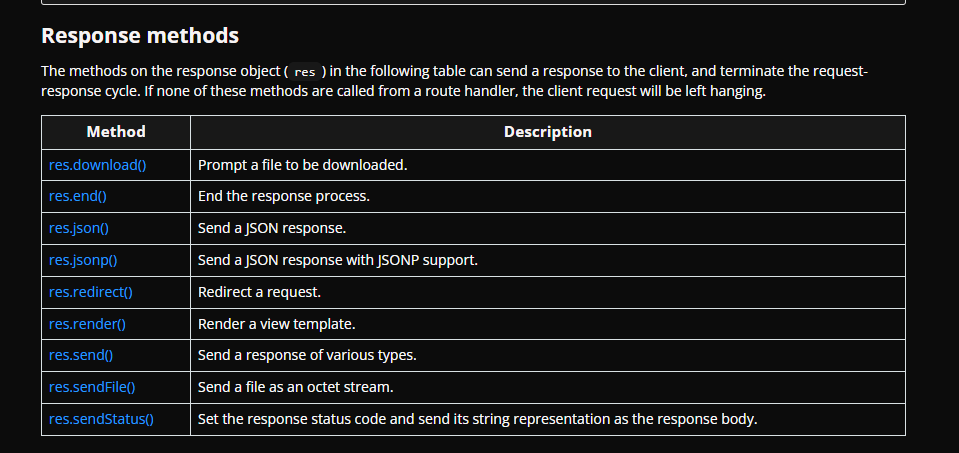 Response methods
The methods on the response object ( res ) in the following table can send a response to the client, and terminate the request-
response cycle. If none of these methods are called from a route handler, the client request will be left hanging.
Method Description
res.download() Prompt a file to be downloaded.
res.end() End the response process.
res.json() Send a JSON response.
res.jsonp() Send a JSON response with JSONP support.
res.redirect() Redirect a request.
res.render() Render a view template.
res.send() Send a response of various types.
res.sendFile() Send a file as an octet stream.
res.sendStatus() Set the response status code and send its string representation as the response body.